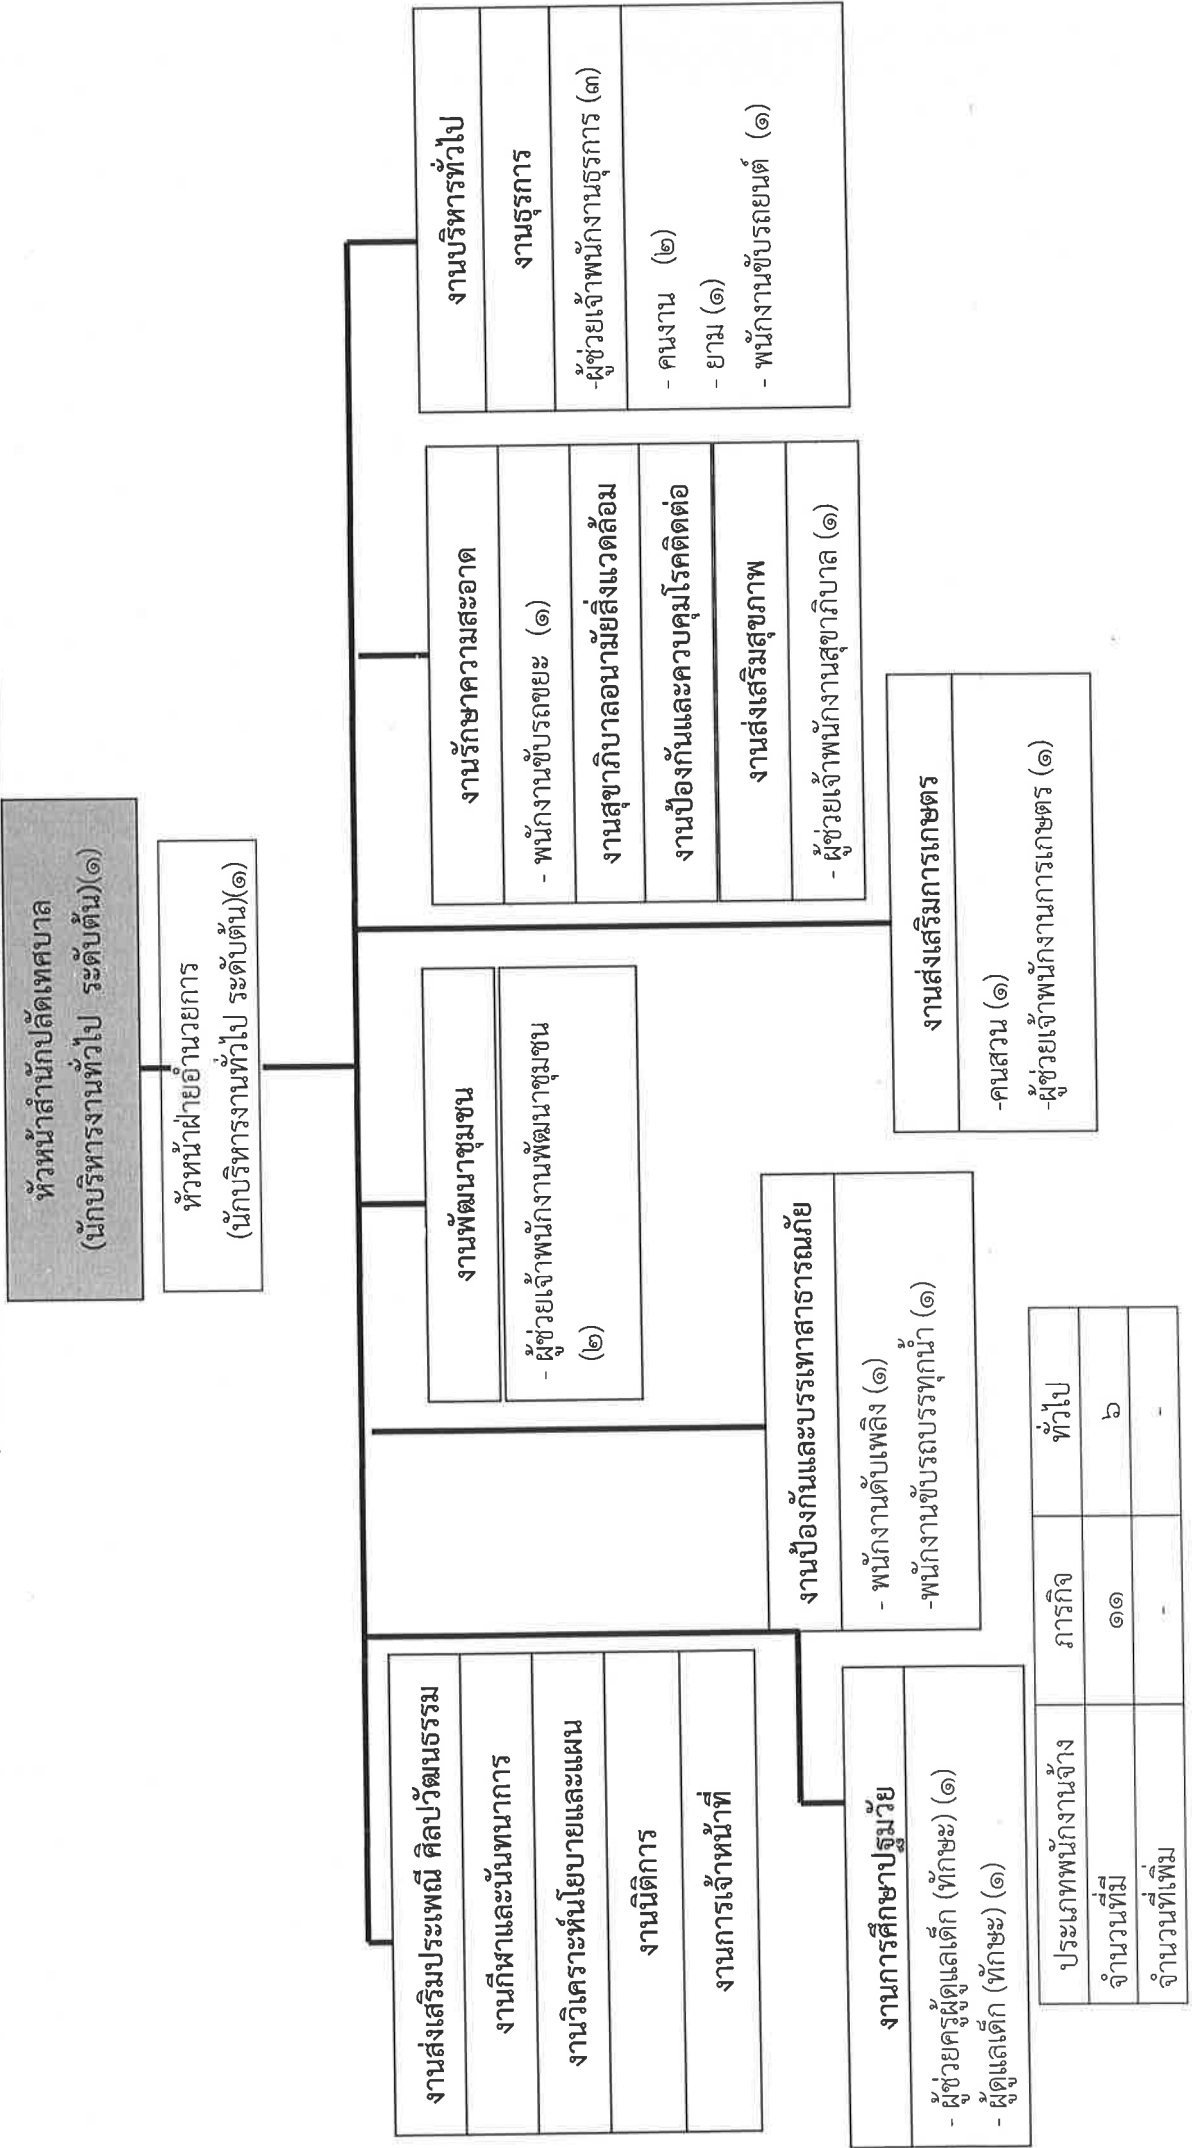 หัวหน้าสำนักปลัดเทศบาล
(นักบริหารงานทั่วไป ระดับต้น)(๑)
หัวหน้าฝ่ายอำนวยการ
(นักบริหารงานทั่วไป ระดับต้น)(๑)
งานส่งเสริมประเพณี ศิลปวัฒนธรรม
งานกีฬาและนันทนาการ
งานวิเคราะห์นโยบายและแผน
งานนิติการ
งานการเจ้าหน้าที่
งานพัฒนาชุมชน
- ผู้ช่วยเจ้าพนักงานพัฒนาชุมชน
(๒)
งานรักษาความสะอาด
- พนักงานขับรถขยะ (๑)
งานสุขาภิบาลอนามัยสิ่งแวดล้อม
งานป้องกันและควบคุมโรคติดต่อ
งานส่งเสริมสุขภาพ
- ผู้ช่วยเจ้าพนักงานสุขาภิบาล (๑)
งานบริหารทั่วไป
งานธุรการ
-ผู้ช่วยเจ้าพนักงานธุรการ (๓)
- คนงาน (๒)
- ยาม (๑)
- พนักงานขับรถยนต์ (๑)
งานการศึกษาปฐมวัย
- ผู้ช่วยครูผู้ดูแลเด็ก (ทักษะ) (๑)
- ผู้ดูแลเด็ก (ทักษะ) (๑)
งานป้องกันและบรรเทาสาธารณภัย
- พนักงานดับเพลิง (๑)
-พนักงานขับรถบรรทุกน้ำ (๑)
งานส่งเสริมการเกษตร
-คนสวน (๑)
-ผู้ช่วยเจ้าพนักงานการเกษตร (๑)
ประเภทพนักงานจ้าง ภารกิจ ทั่วไป
จำนวนที่มี ๑๑ ๖
จำนวนที่เพิ่ม - -